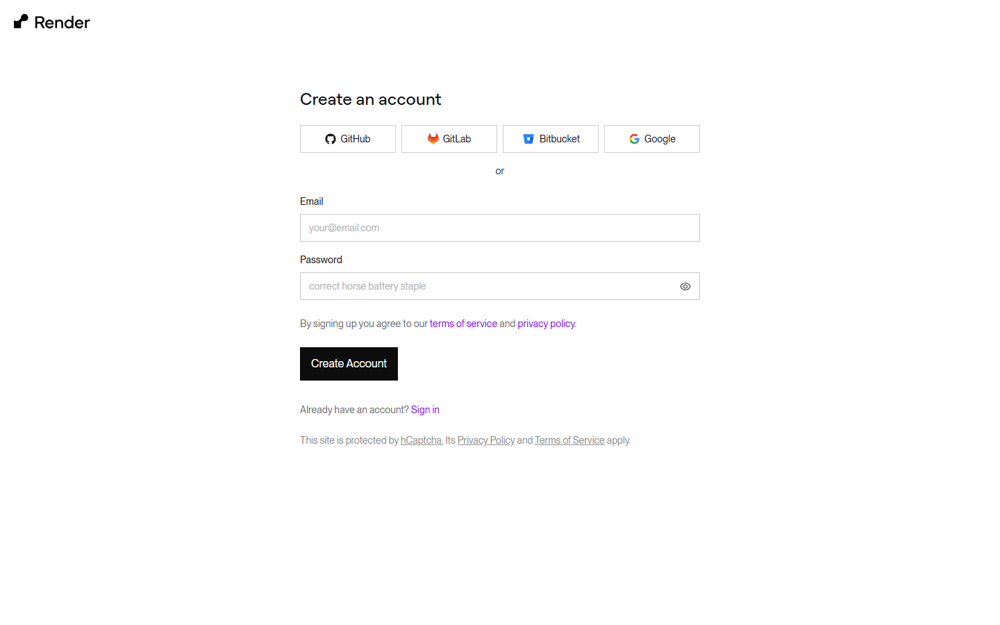 Render
Create an account
GitHub
GitLab
Bitbucket
Google
or
Email
your@email.com
Password
correct horse battery staple
By signing up you agree to our terms of service and privacy policy.
Create Account
Already have an account? Sign in
This site is protected by hCaptcha. Its Privacy Policy and Terms of Service apply.